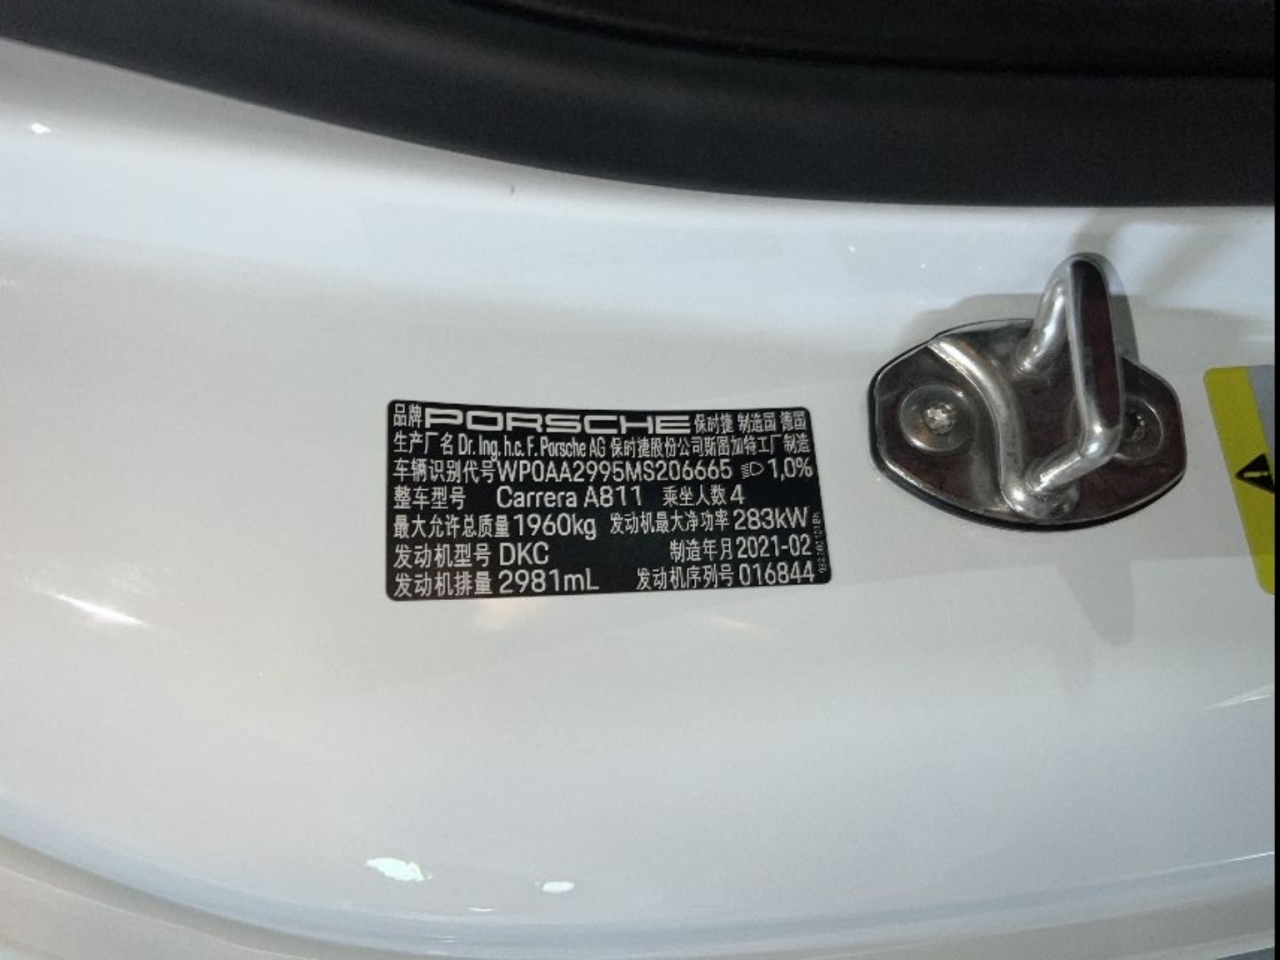 品牌 PORSCHE 保时捷 制造国 德国
生产厂名 Dr. Ing. h.c. F. Porsche AG 保时捷股份公司斯图加特工厂制造
车辆识别代号 WP0AA2995MS206665 1,0%
整车型号 Carrera A811 乘坐人数 4
最大允许总质量 1960kg 发动机最大净功率 283kW
发动机型号 DKC 制造年月 2021-02
发动机排量 2981mL 发动机序列号 016844